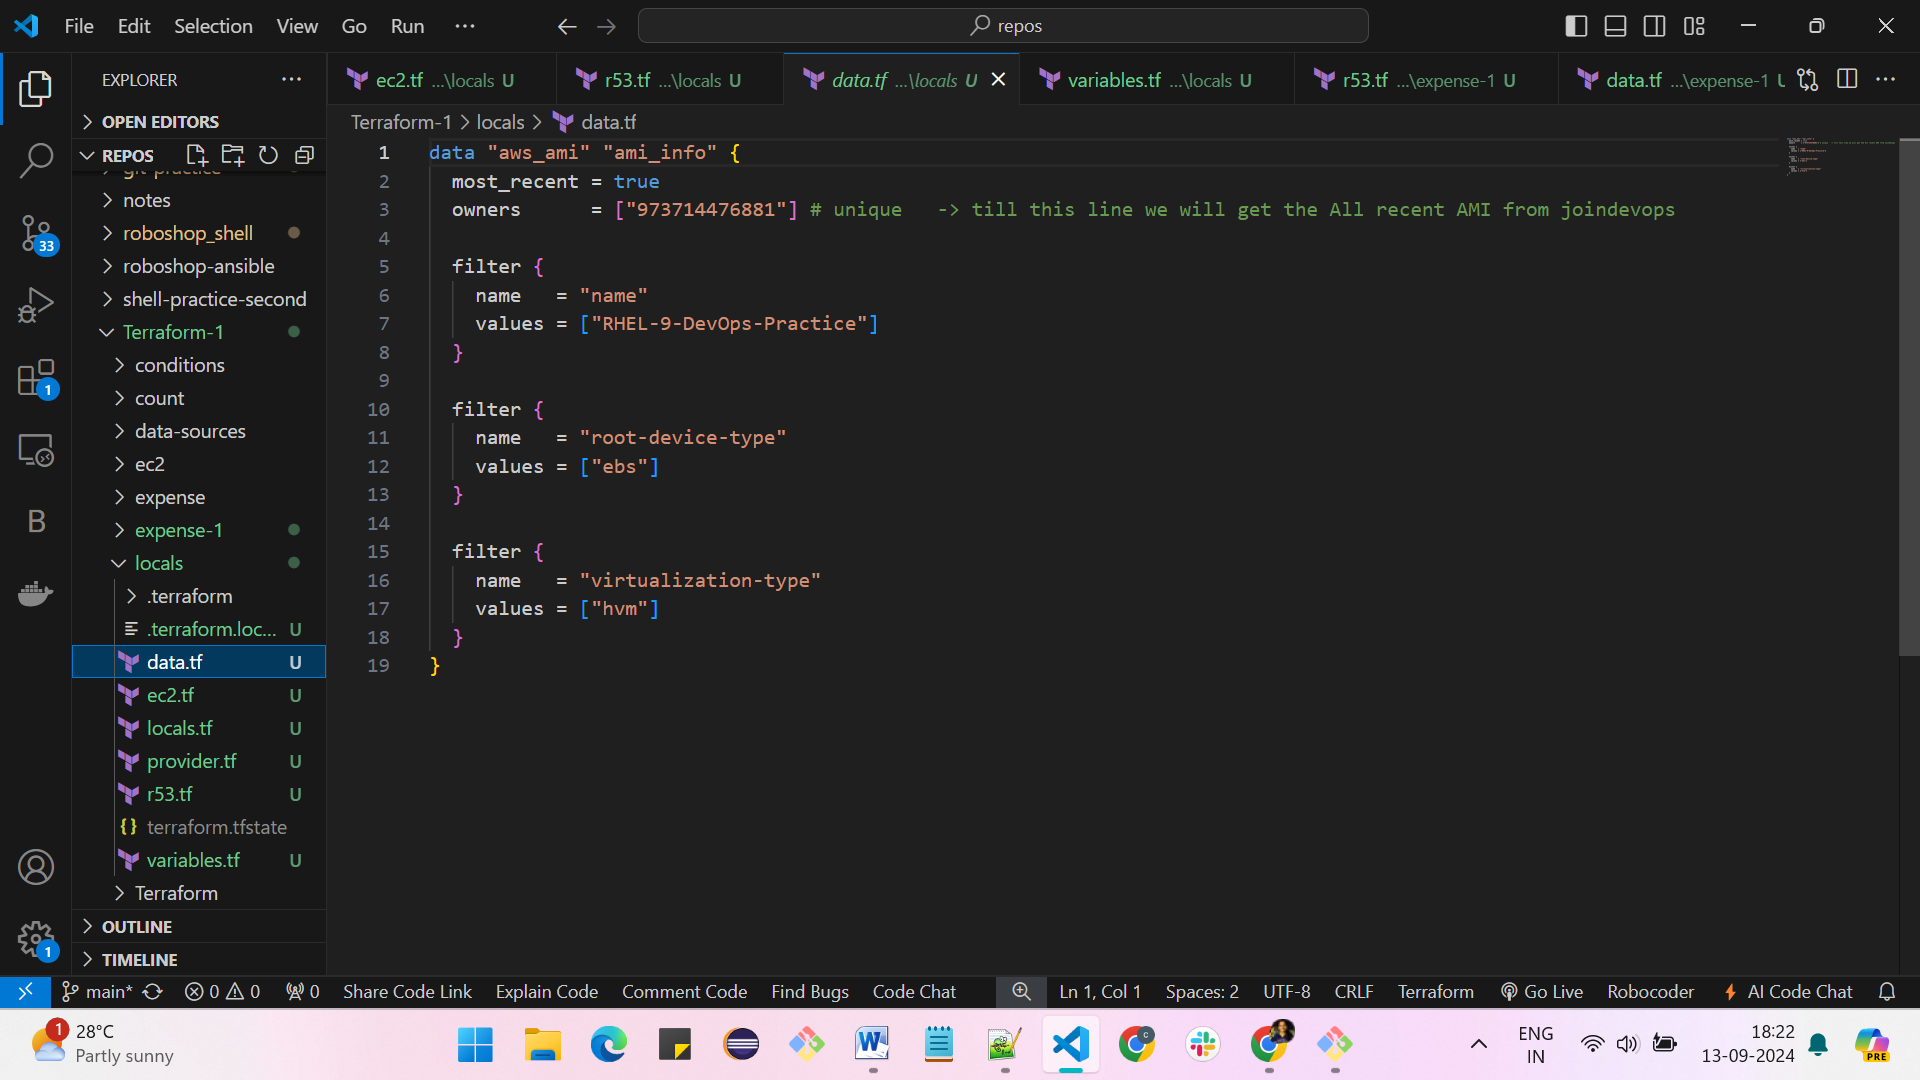 File Edit Selection View Go Run ··· repos
EXPLORER ···
ec2.tf ...\locals U
r53.tf ...\locals U
data.tf ...\locals U
variables.tf ...\locals U
r53.tf ...\expense-1 U
data.tf ...\expense-1
Terraform-1 > locals > data.tf
OPEN EDITORS
REPOS
git-practice
notes
roboshop_shell
roboshop-ansible
shell-practice-second
Terraform-1
conditions
count
data-sources
ec2
expense
expense-1
locals
.terraform
.terraform.loc... U
data.tf U
ec2.tf U
locals.tf U
provider.tf U
r53.tf U
{} terraform.tfstate
variables.tf U
Terraform
OUTLINE
TIMELINE
33
1
B
1
1 data "aws_ami" "ami_info" {
2 most_recent = true
3 owners = ["973714476881"] # unique -> till this line we will get the All recent AMI from joindevops
4
5 filter {
6 name = "name"
7 values = ["RHEL-9-DevOps-Practice"]
8 }
9
10 filter {
11 name = "root-device-type"
12 values = ["ebs"]
13 }
14
15 filter {
16 name = "virtualization-type"
17 values = ["hvm"]
18 }
19 }
main* 0 0 0 Share Code Link Explain Code Comment Code Find Bugs Code Chat Ln 1, Col 1 Spaces: 2 UTF-8 CRLF Terraform Go Live Robocoder AI Code Chat
1 28°C
Partly sunny
ENG
IN
18:22
13-09-2024
PRE